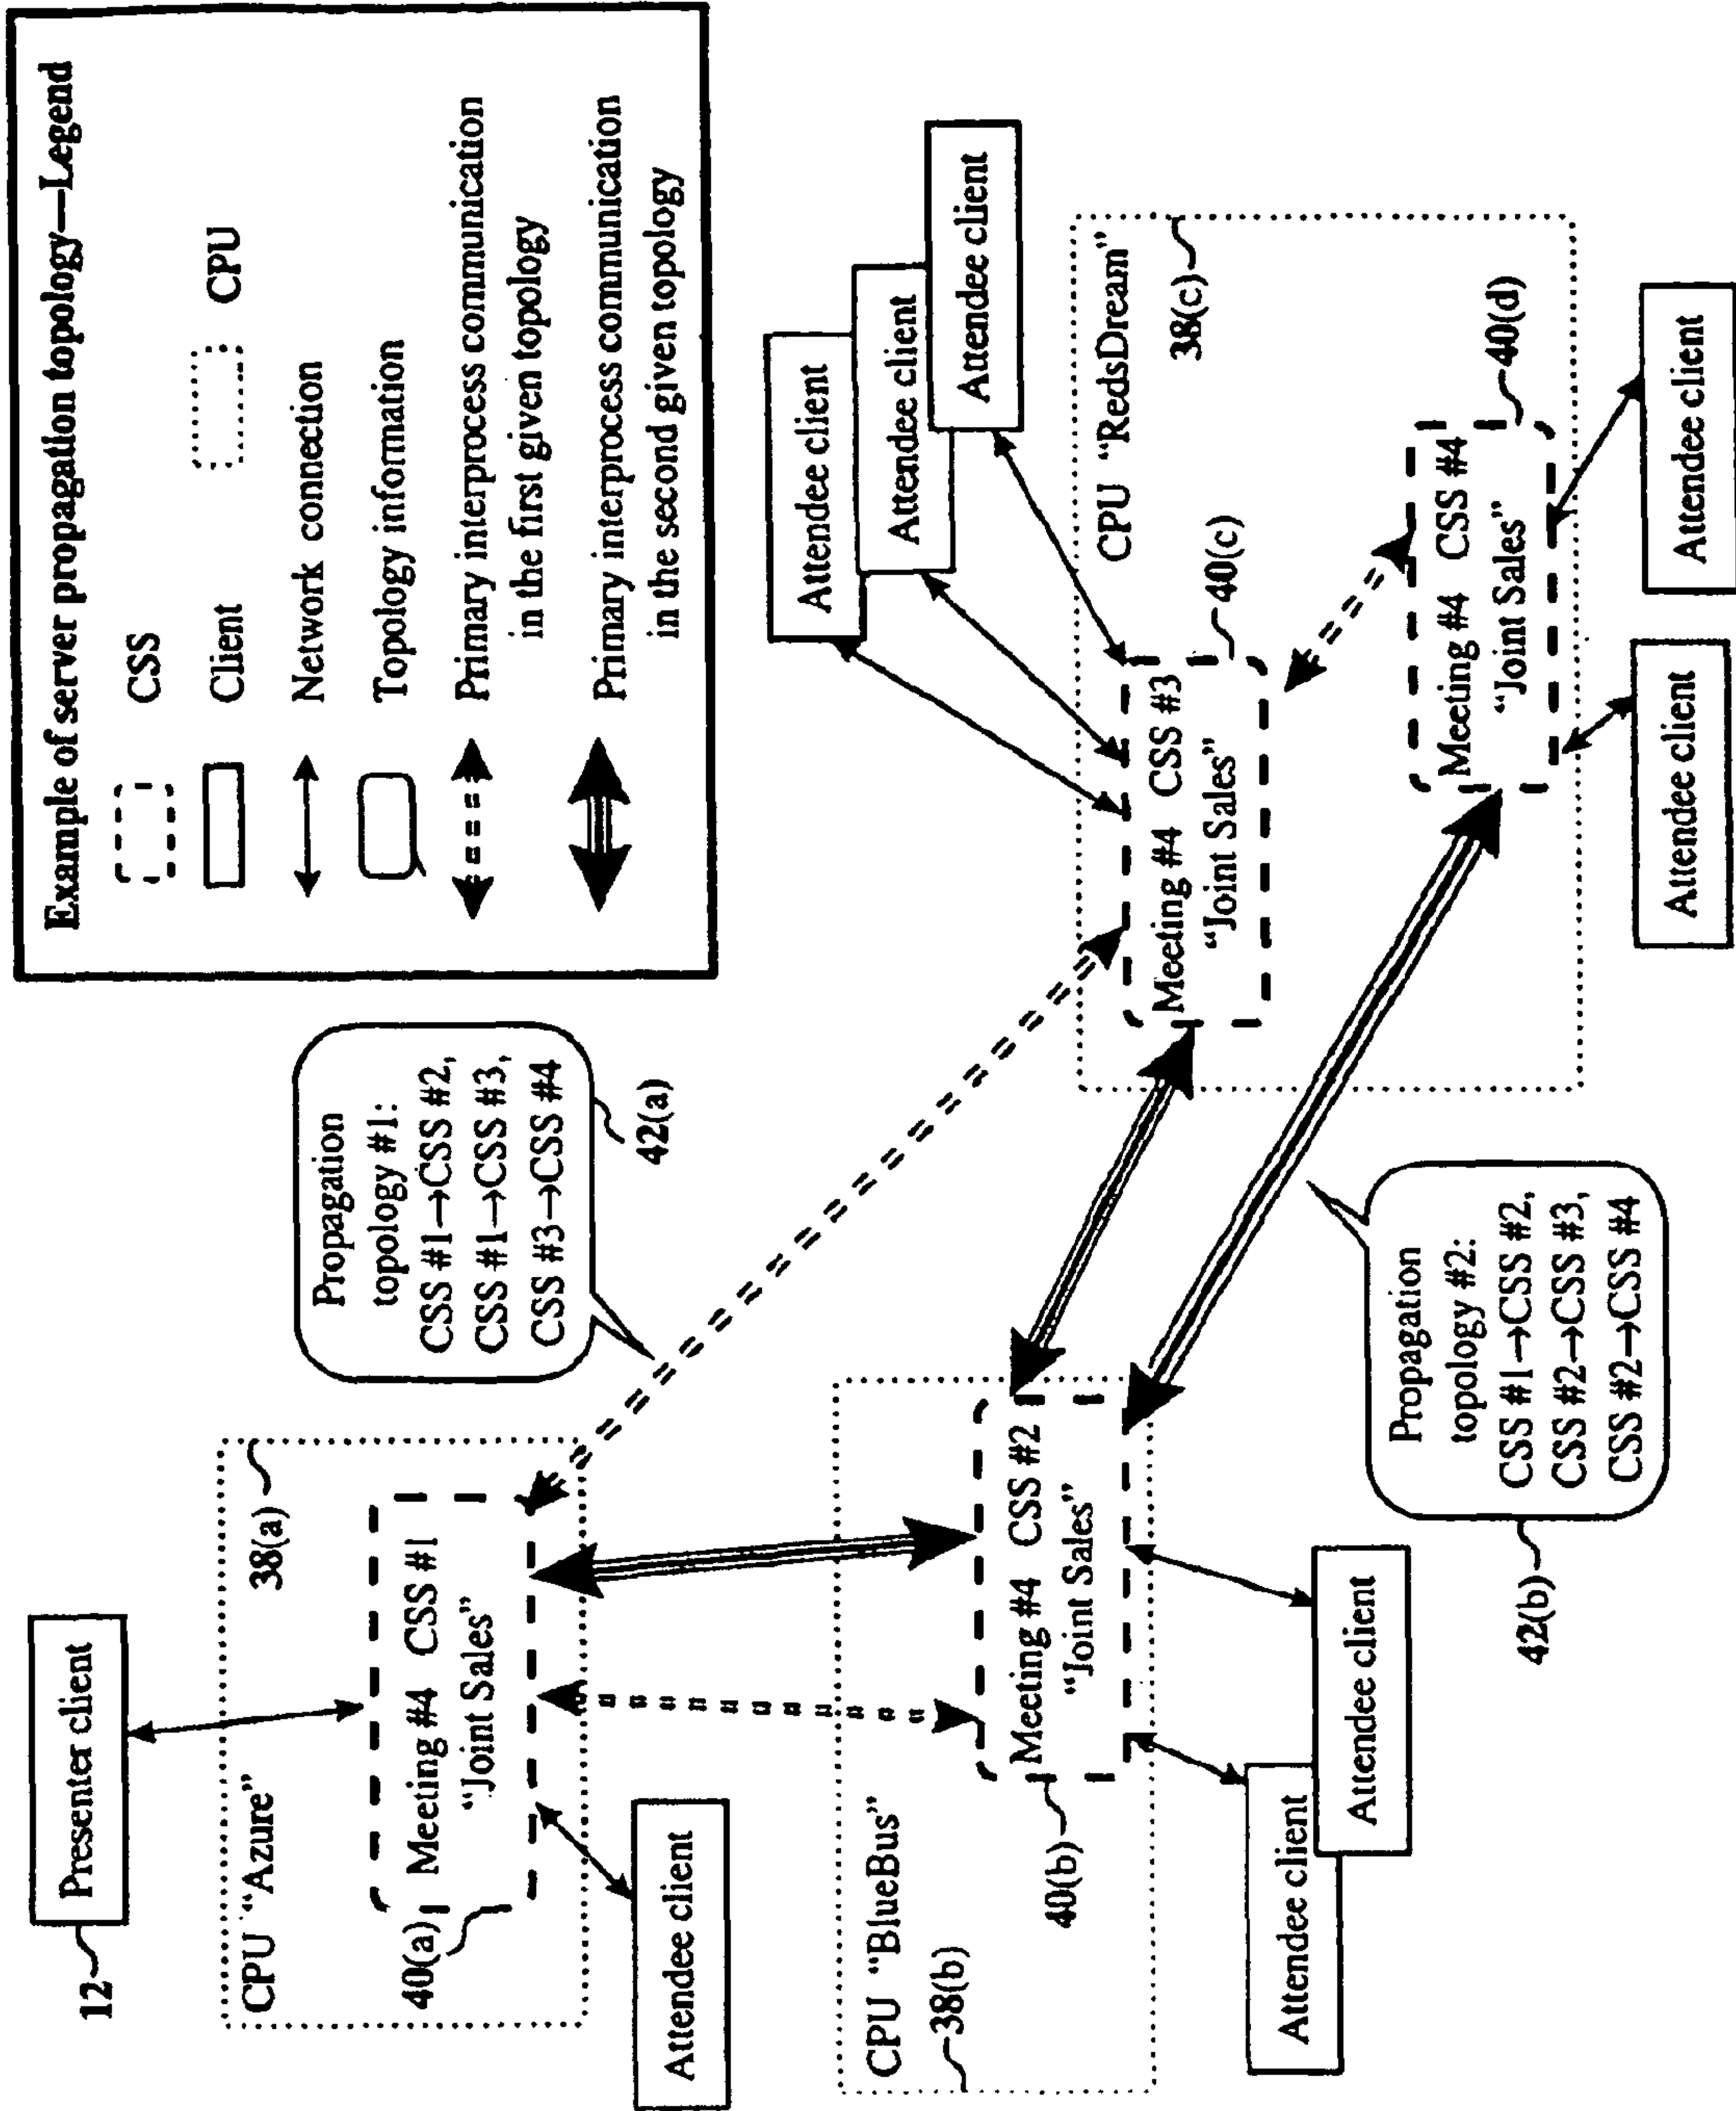 Example of server propagation topology—Legend
CSS
Client
CPU
Network connection
Topology information
Primary interprocess communication
in the first given topology
Primary interprocess communication
in the second given topology
12
Presenter client
CPU "Azure"
38(a)
40(a)
Meeting #4 CSS #1
"Joint Sales"
Attendee client
Propagation
topology #1:
CSS #1→CSS #2,
CSS #1→CSS #3,
CSS #3→CSS #4
42(a)
CPU "BlueBus"
38(b)
40(b)
Meeting #4 CSS #2
"Joint Sales"
Attendee client
Attendee client
Propagation
topology #2:
CSS #1→CSS #2,
CSS #2→CSS #3,
CSS #2→CSS #4
42(b)
Attendee client
Attendee client
Attendee client
CPU "RedsDream"
38(c)
40(c)
Meeting #4 CSS #3
"Joint Sales"
40(d)
Meeting #4 CSS #4
"Joint Sales"
Attendee client
Attendee client